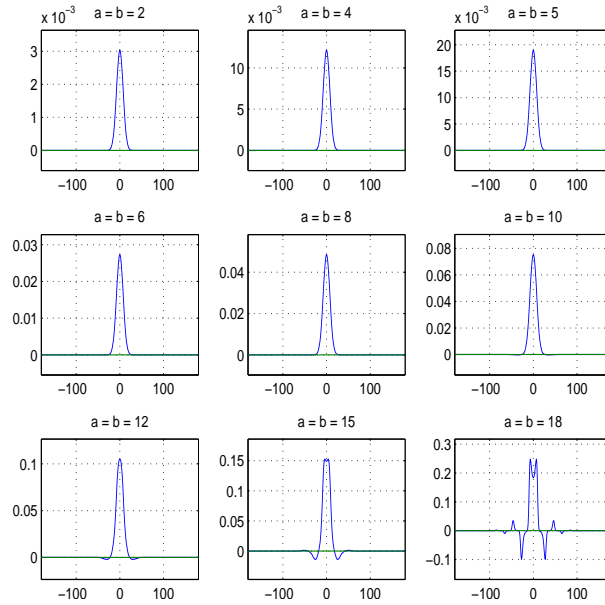 x 10⁻³ a = b = 2
3
2
1
0
−100 0 100
x 10⁻³ a = b = 4
10
5
0
−100 0 100
x 10⁻³ a = b = 5
20
15
10
5
0
−100 0 100
a = b = 6
0.03
0.02
0.01
0
−100 0 100
a = b = 8
0.04
0.02
0
−100 0 100
a = b = 10
0.08
0.06
0.04
0.02
0
−100 0 100
a = b = 12
0.1
0.05
0
−100 0 100
a = b = 15
0.15
0.1
0.05
0
−100 0 100
a = b = 18
0.3
0.2
0.1
0
−0.1
−100 0 100